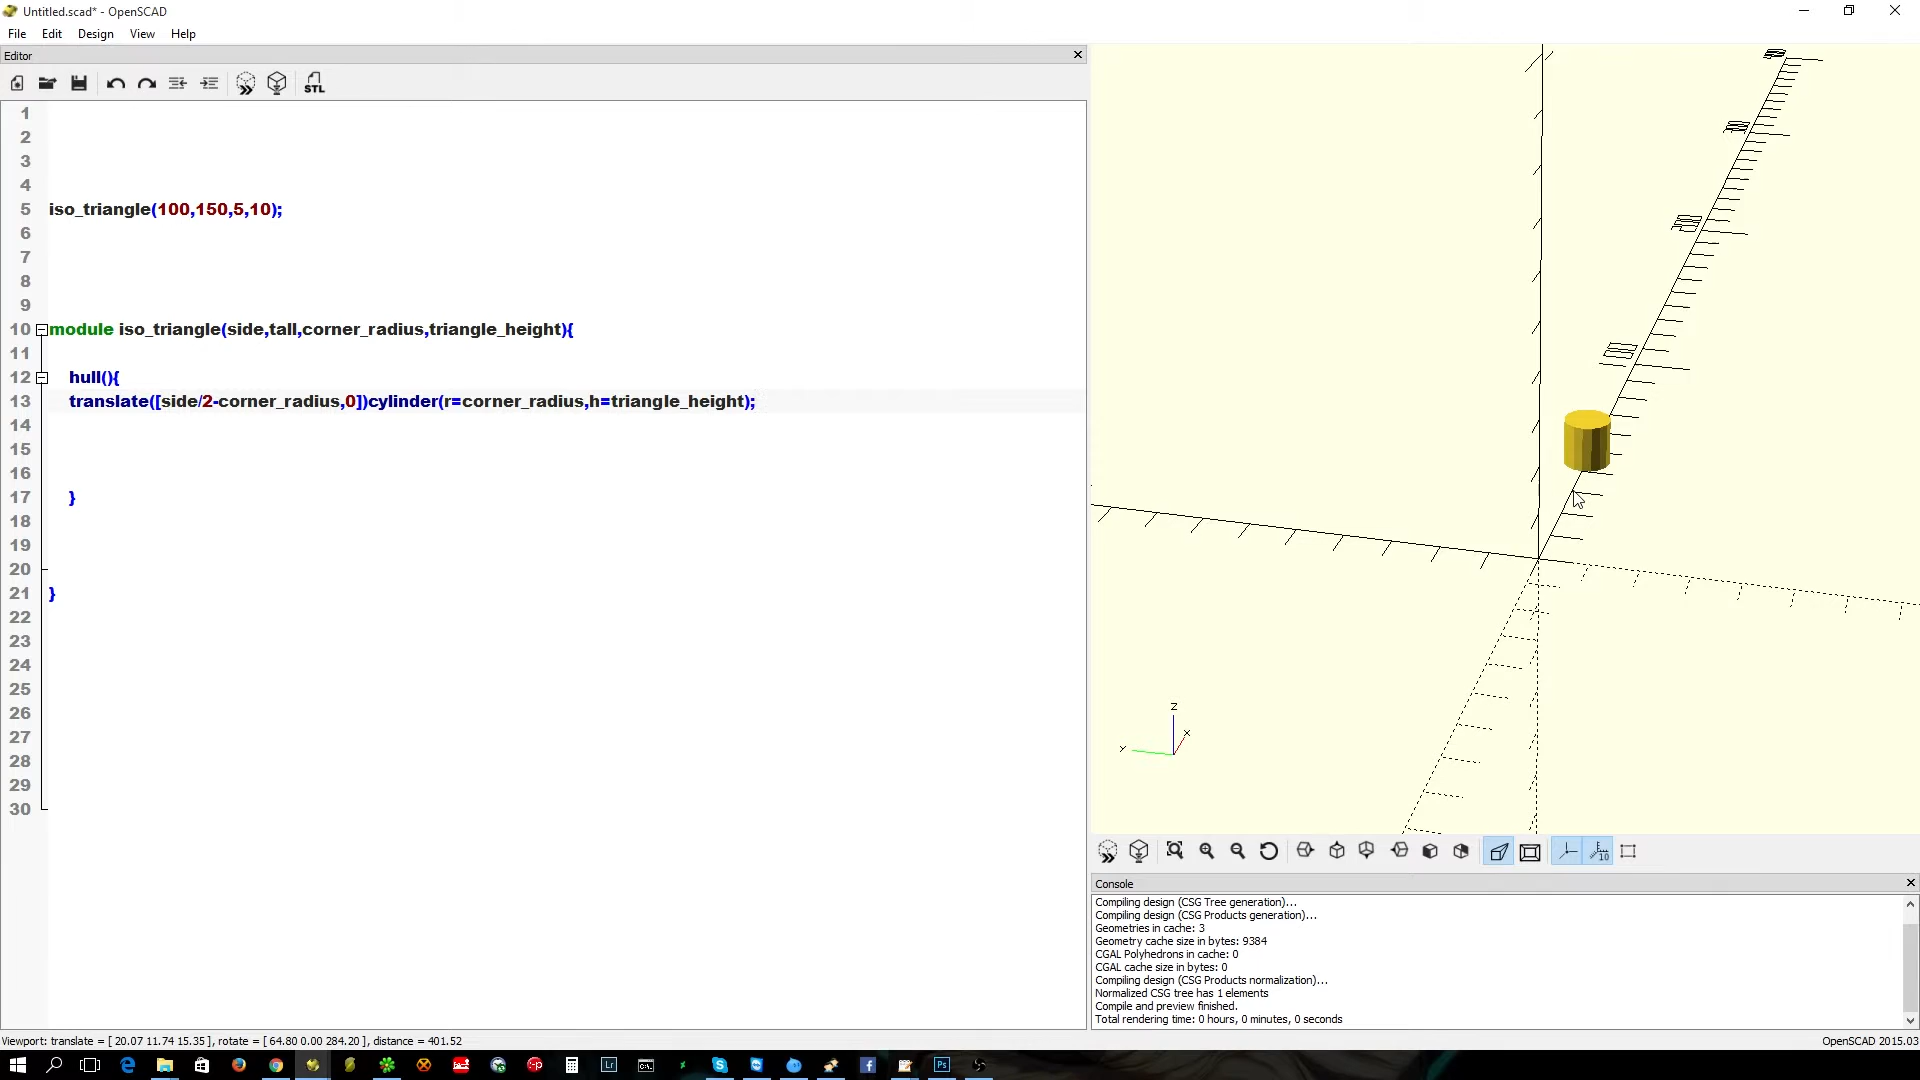 Untitled.scad* - OpenSCAD
File Edit Design View Help
Editor
STL
1
2
3
4
5 iso_triangle(100,150,5,10);
6
7
8
9
10 module iso_triangle(side,tall,corner_radius,triangle_height){
11
12 hull(){
13 translate([side/2-corner_radius,0])cylinder(r=corner_radius,h=triangle_height);
14
15
16
17 }
18
19
20
21 }
22
23
24
25
26
27
28
29
30
Z
X
Y
10
Console
Compiling design (CSG Tree generation)...
Compiling design (CSG Products generation)...
Geometries in cache: 3
Geometry cache size in bytes: 9384
CGAL Polyhedrons in cache: 0
CGAL cache size in bytes: 0
Compiling design (CSG Products normalization)...
Normalized CSG tree has 1 elements
Compile and preview finished.
Total rendering time: 0 hours, 0 minutes, 0 seconds
Viewport: translate = [ 20.07 11.74 15.35 ], rotate = [ 64.80 0.00 284.20 ], distance = 401.52
OpenSCAD 2015.03
Lr
Ps